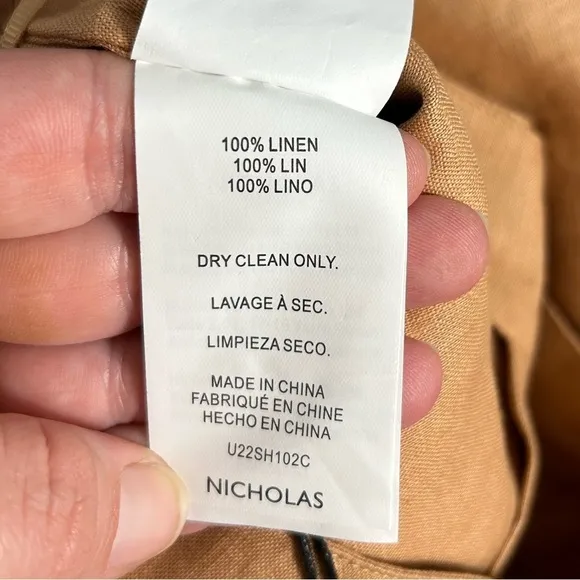 100% LINEN
100% LIN
100% LINO
DRY CLEAN ONLY.
LAVAGE À SEC.
LIMPIEZA SECO.
MADE IN CHINA
FABRIQUÉ EN CHINE
HECHO EN CHINA
U22SH102C
NICHOLAS